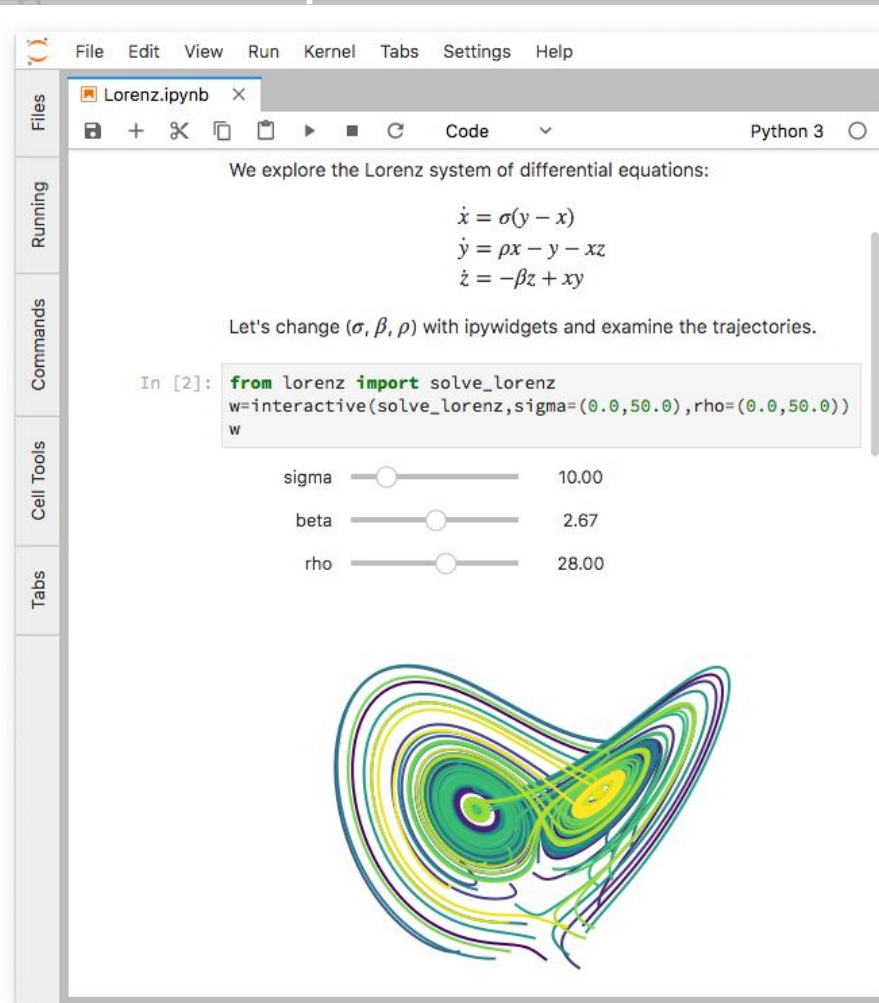 File Edit View Run Kernel Tabs Settings Help
Files
Running
Commands
Cell Tools
Tabs
Lorenz.ipynb ×
Code Python 3
We explore the Lorenz system of differential equations:
ẋ = σ(y − x)
ẏ = ρx − y − xz
ż = −βz + xy
Let's change (σ, β, ρ) with ipywidgets and examine the trajectories.
In [2]: from lorenz import solve_lorenz
w=interactive(solve_lorenz,sigma=(0.0,50.0),rho=(0.0,50.0))
w
sigma 10.00
beta 2.67
rho 28.00